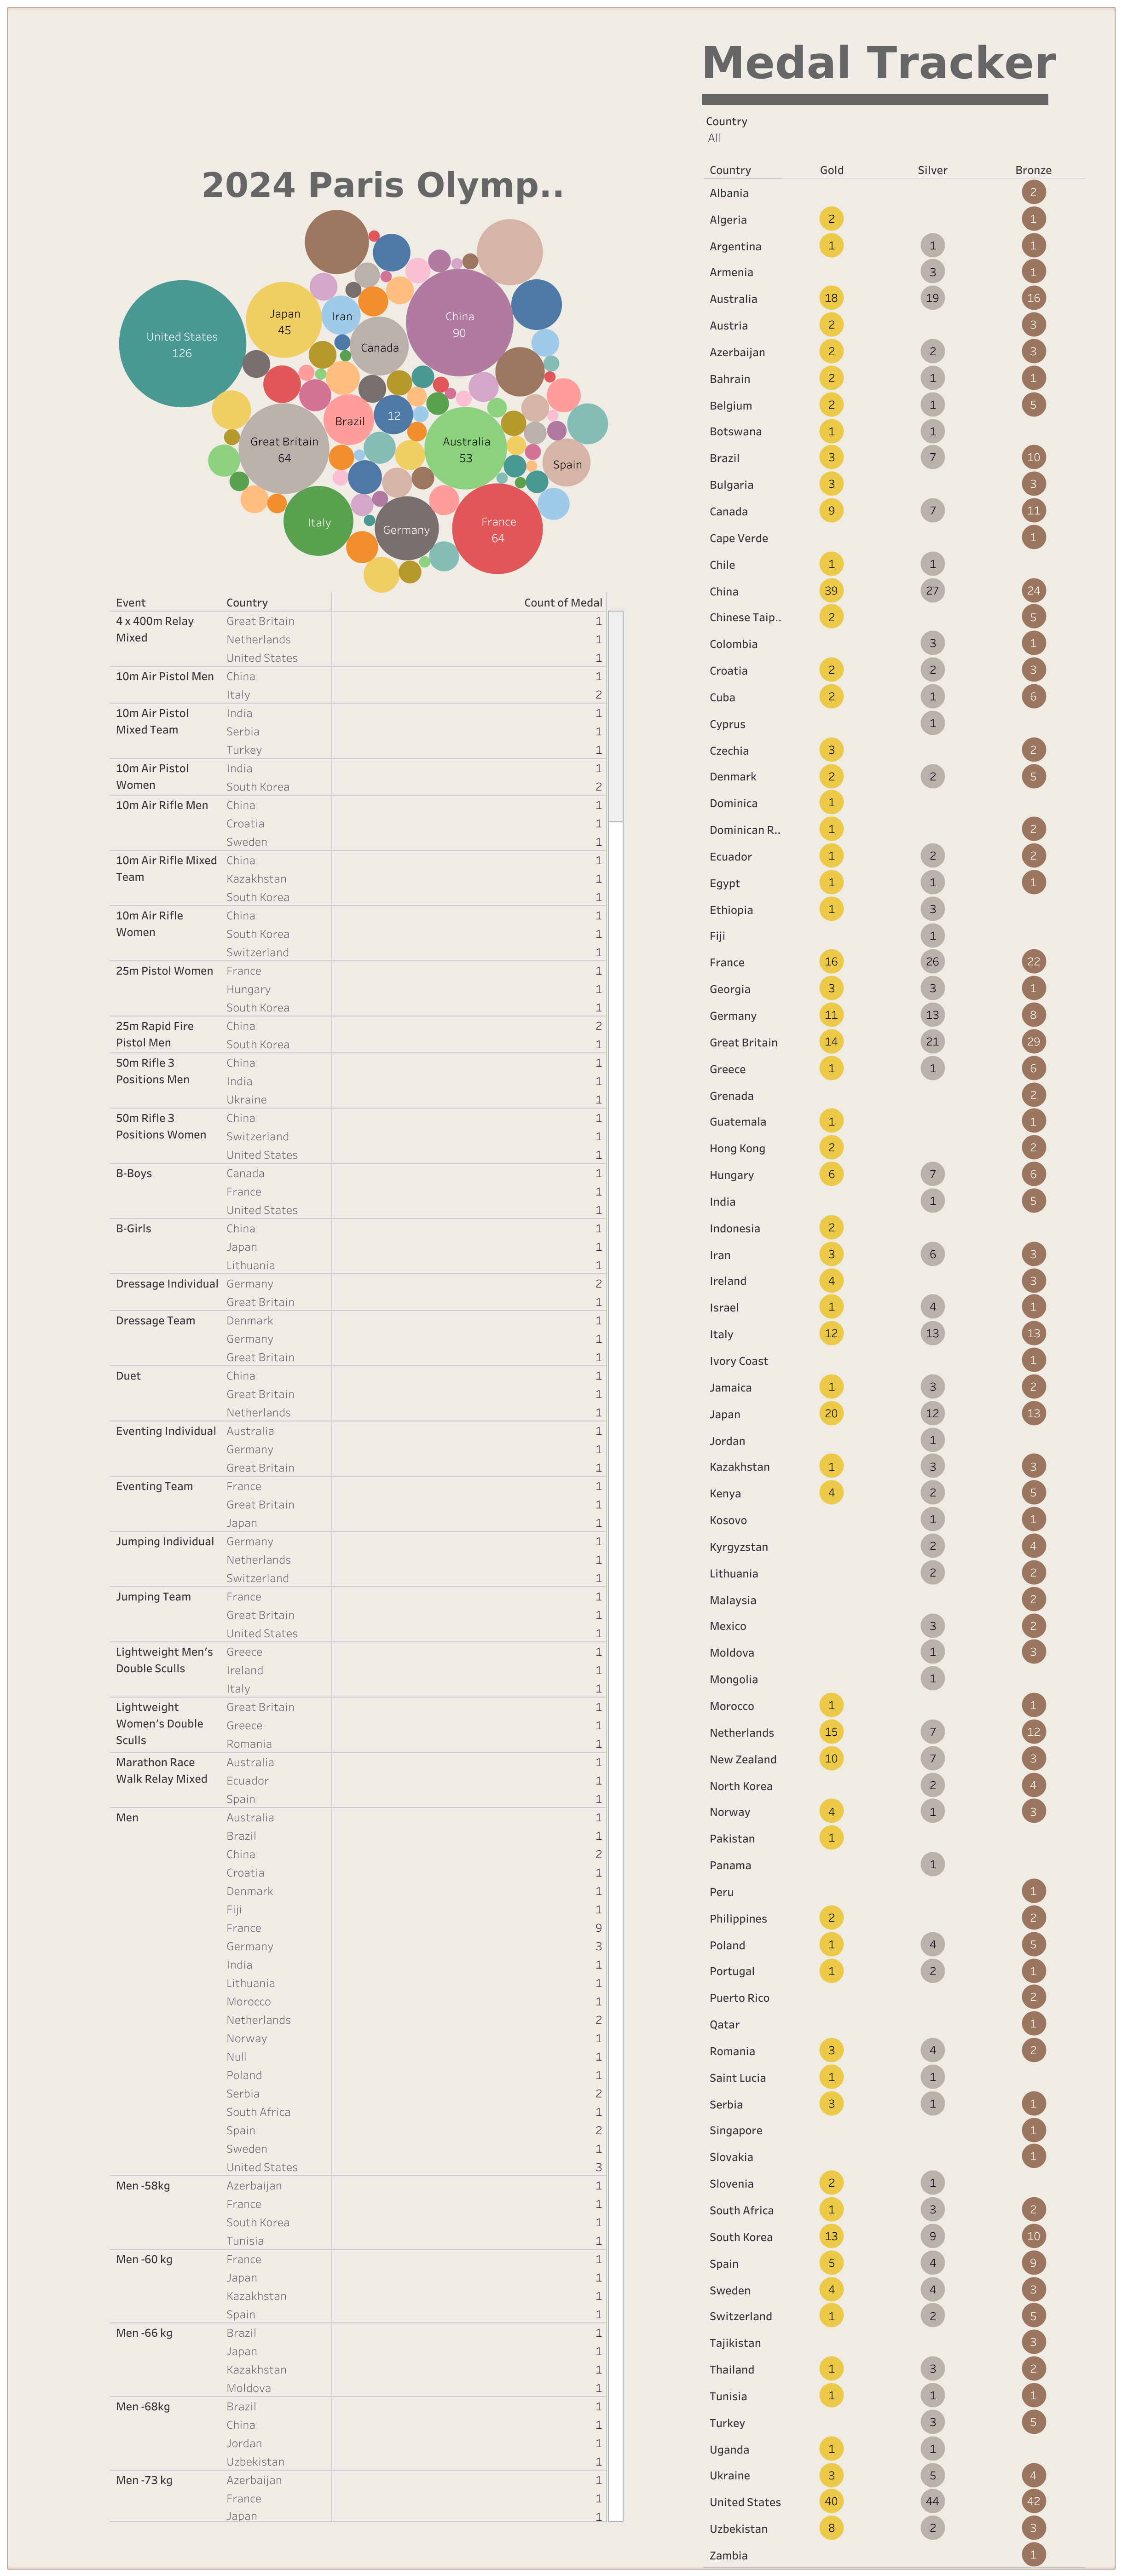 Medal Tracker
Country
All
2024 Paris Olymp..
United States
126
Japan
45
Iran
China
90
Canada
Brazil
12
Great Britain
64
Australia
53
Spain
Italy
Germany
France
64
Event Country Count of Medal
4 x 400m Relay Great Britain 1
Mixed Netherlands 1
United States 1
10m Air Pistol Men China 1
Italy 2
10m Air Pistol India 1
Mixed Team Serbia 1
Turkey 1
10m Air Pistol India 1
Women South Korea 2
10m Air Rifle Men China 1
Croatia 1
Sweden 1
10m Air Rifle Mixed China 1
Team Kazakhstan 1
South Korea 1
10m Air Rifle China 1
Women South Korea 1
Switzerland 1
25m Pistol Women France 1
Hungary 1
South Korea 1
25m Rapid Fire China 2
Pistol Men South Korea 1
50m Rifle 3 China 1
Positions Men India 1
Ukraine 1
50m Rifle 3 China 1
Positions Women Switzerland 1
United States 1
B-Boys Canada 1
France 1
United States 1
B-Girls China 1
Japan 1
Lithuania 1
Dressage Individual Germany 2
Great Britain 1
Dressage Team Denmark 1
Germany 1
Great Britain 1
Duet China 1
Great Britain 1
Netherlands 1
Eventing Individual Australia 1
Germany 1
Great Britain 1
Eventing Team France 1
Great Britain 1
Japan 1
Jumping Individual Germany 1
Netherlands 1
Switzerland 1
Jumping Team France 1
Great Britain 1
United States 1
Lightweight Men's Greece 1
Double Sculls Ireland 1
Italy 1
Lightweight Great Britain 1
Women's Double Greece 1
Sculls Romania 1
Marathon Race Australia 1
Walk Relay Mixed Ecuador 1
Spain 1
Men Australia 1
Brazil 1
China 2
Croatia 1
Denmark 1
Fiji 1
France 9
Germany 3
India 1
Lithuania 1
Morocco 1
Netherlands 2
Norway 1
Null 1
Poland 1
Serbia 2
South Africa 1
Spain 2
Sweden 1
United States 3
Men -58kg Azerbaijan 1
France 1
South Korea 1
Tunisia 1
Men -60 kg France 1
Japan 1
Kazakhstan 1
Spain 1
Men -66 kg Brazil 1
Japan 1
Kazakhstan 1
Moldova 1
Men -68kg Brazil 1
China 1
Jordan 1
Uzbekistan 1
Men -73 kg Azerbaijan 1
France 1
Japan 1
Country Gold Silver Bronze
Albania 2
Algeria 2 1
Argentina 1 1 1
Armenia 3 1
Australia 18 19 16
Austria 2 3
Azerbaijan 2 2 3
Bahrain 2 1 1
Belgium 2 1 5
Botswana 1 1
Brazil 3 7 10
Bulgaria 3 3
Canada 9 7 11
Cape Verde 1
Chile 1 1
China 39 27 24
Chinese Taip.. 2 5
Colombia 3 1
Croatia 2 2 3
Cuba 2 1 6
Cyprus 1
Czechia 3 2
Denmark 2 2 5
Dominica 1
Dominican R.. 1 2
Ecuador 1 2 2
Egypt 1 1 1
Ethiopia 1 3
Fiji 1
France 16 26 22
Georgia 3 3 1
Germany 11 13 8
Great Britain 14 21 29
Greece 1 1 6
Grenada 2
Guatemala 1 1
Hong Kong 2 2
Hungary 6 7 6
India 1 5
Indonesia 2
Iran 3 6 3
Ireland 4 3
Israel 1 4 1
Italy 12 13 13
Ivory Coast 1
Jamaica 1 3 2
Japan 20 12 13
Jordan 1
Kazakhstan 1 3 3
Kenya 4 2 5
Kosovo 1 1
Kyrgyzstan 2 4
Lithuania 2 2
Malaysia 2
Mexico 3 2
Moldova 1 3
Mongolia 1
Morocco 1 1
Netherlands 15 7 12
New Zealand 10 7 3
North Korea 2 4
Norway 4 1 3
Pakistan 1
Panama 1
Peru 1
Philippines 2 2
Poland 1 4 5
Portugal 1 2 1
Puerto Rico 2
Qatar 1
Romania 3 4 2
Saint Lucia 1 1
Serbia 3 1 1
Singapore 1
Slovakia 1
Slovenia 2 1
South Africa 1 3 2
South Korea 13 9 10
Spain 5 4 9
Sweden 4 4 3
Switzerland 1 2 5
Tajikistan 3
Thailand 1 3 2
Tunisia 1 1 1
Turkey 3 5
Uganda 1 1
Ukraine 3 5 4
United States 40 44 42
Uzbekistan 8 2 3
Zambia 1